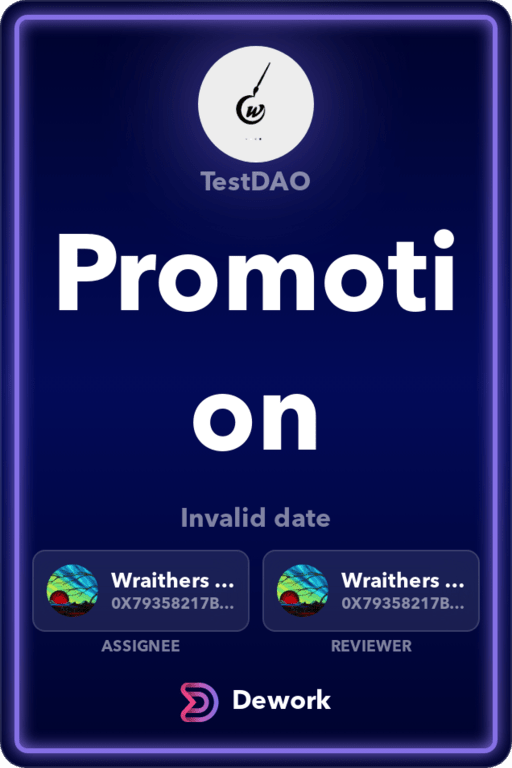 TestDAO
Promoti
on
Invalid date
Wraithers ... Wraithers ...
0X79358217B... 0X79358217B...
ASSIGNEE REVIEWER
Dework